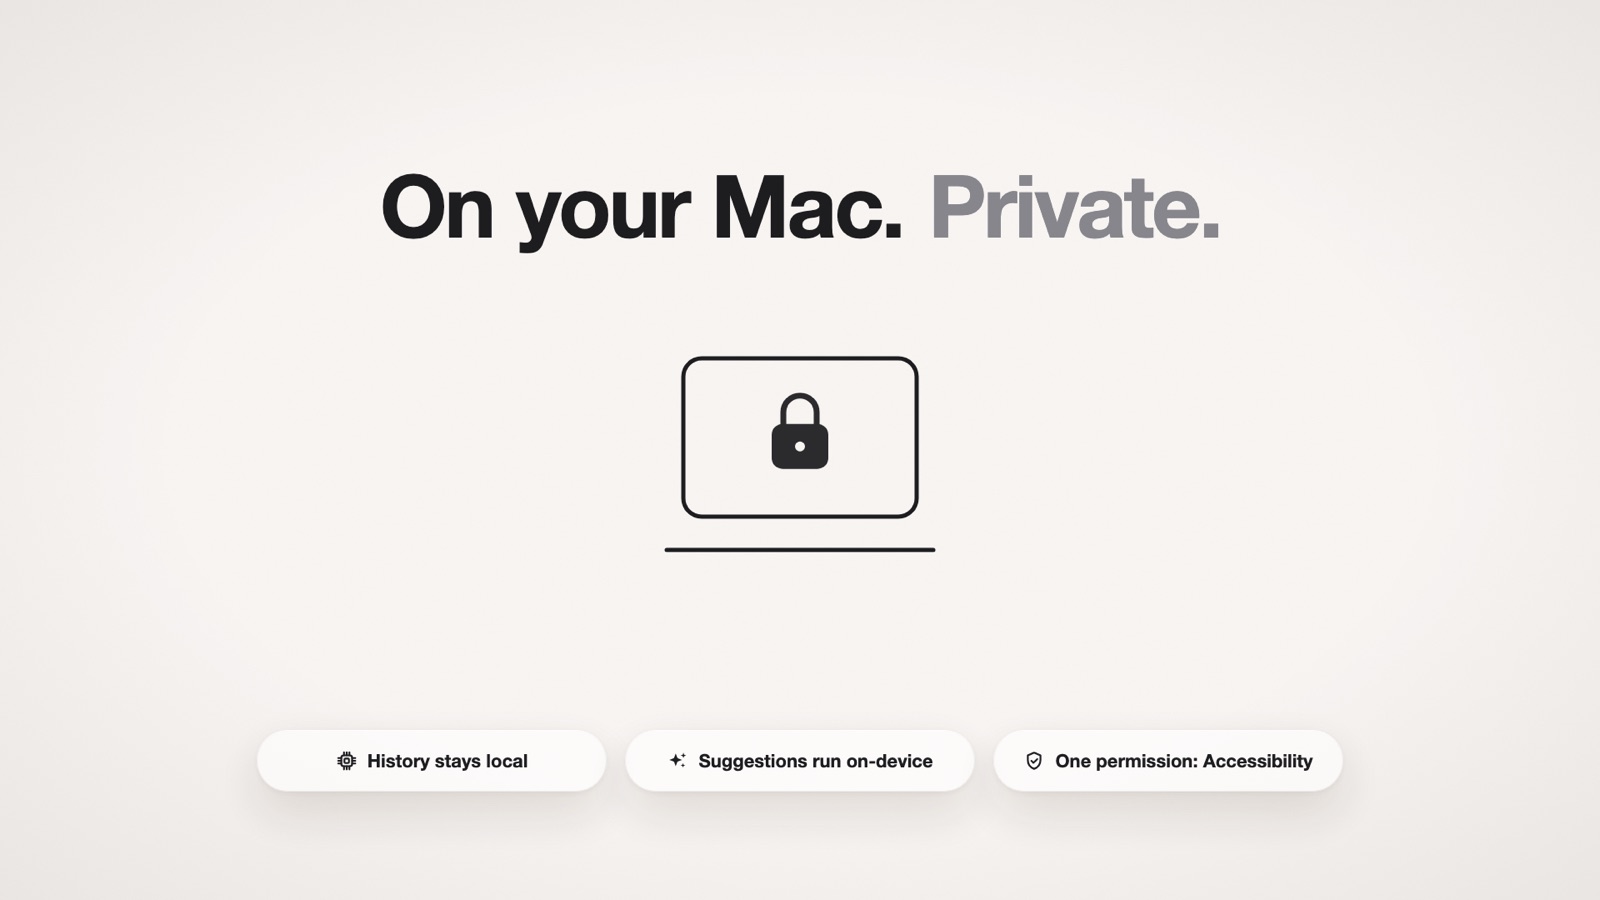 On your Mac. Private.
History stays local
Suggestions run on-device
One permission: Accessibility